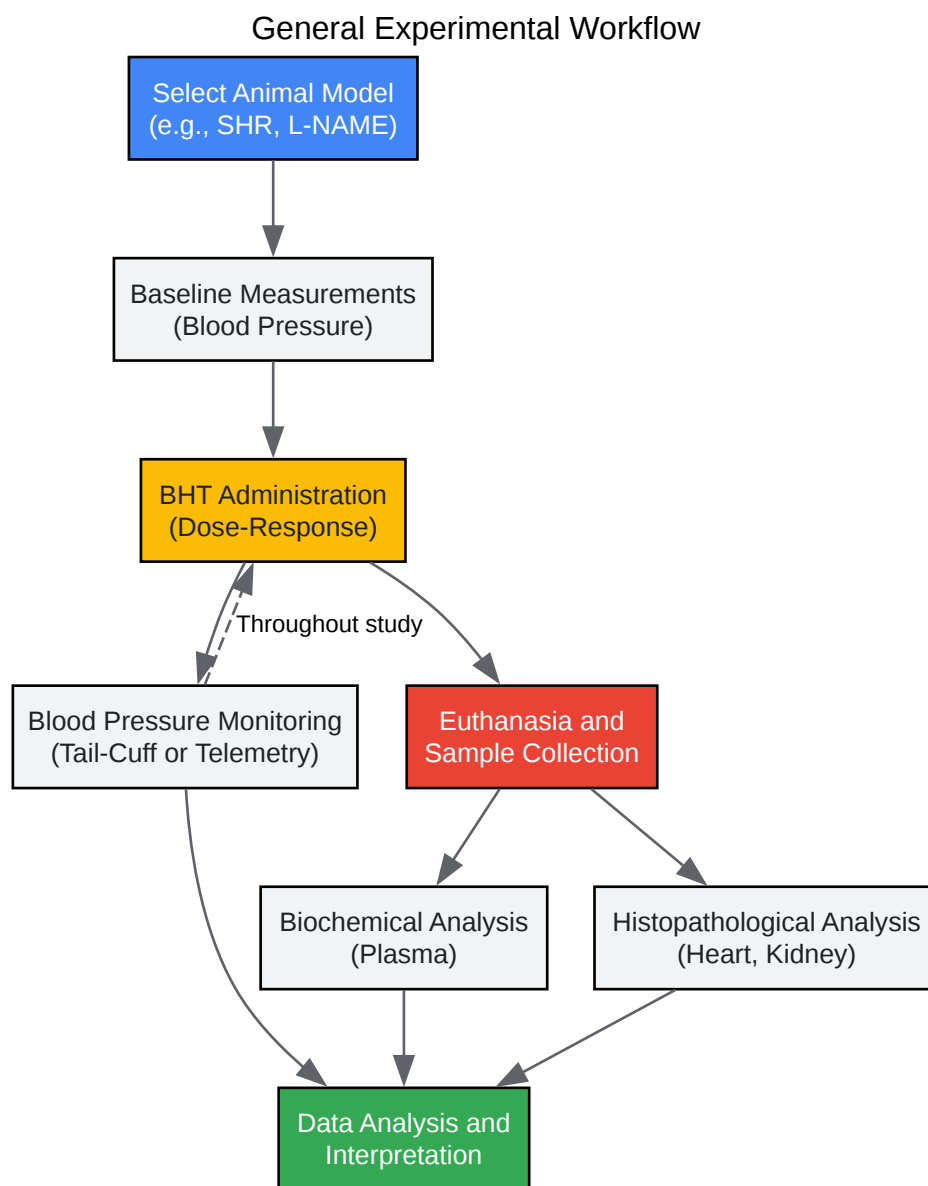 General Experimental Workflow
Select Animal Model
(e.g., SHR, L-NAME)
Baseline Measurements
(Blood Pressure)
BHT Administration
(Dose-Response)
Throughout study
Blood Pressure Monitoring
(Tail-Cuff or Telemetry)
Euthanasia and
Sample Collection
Biochemical Analysis
(Plasma)
Histopathological Analysis
(Heart, Kidney)
Data Analysis and
Interpretation